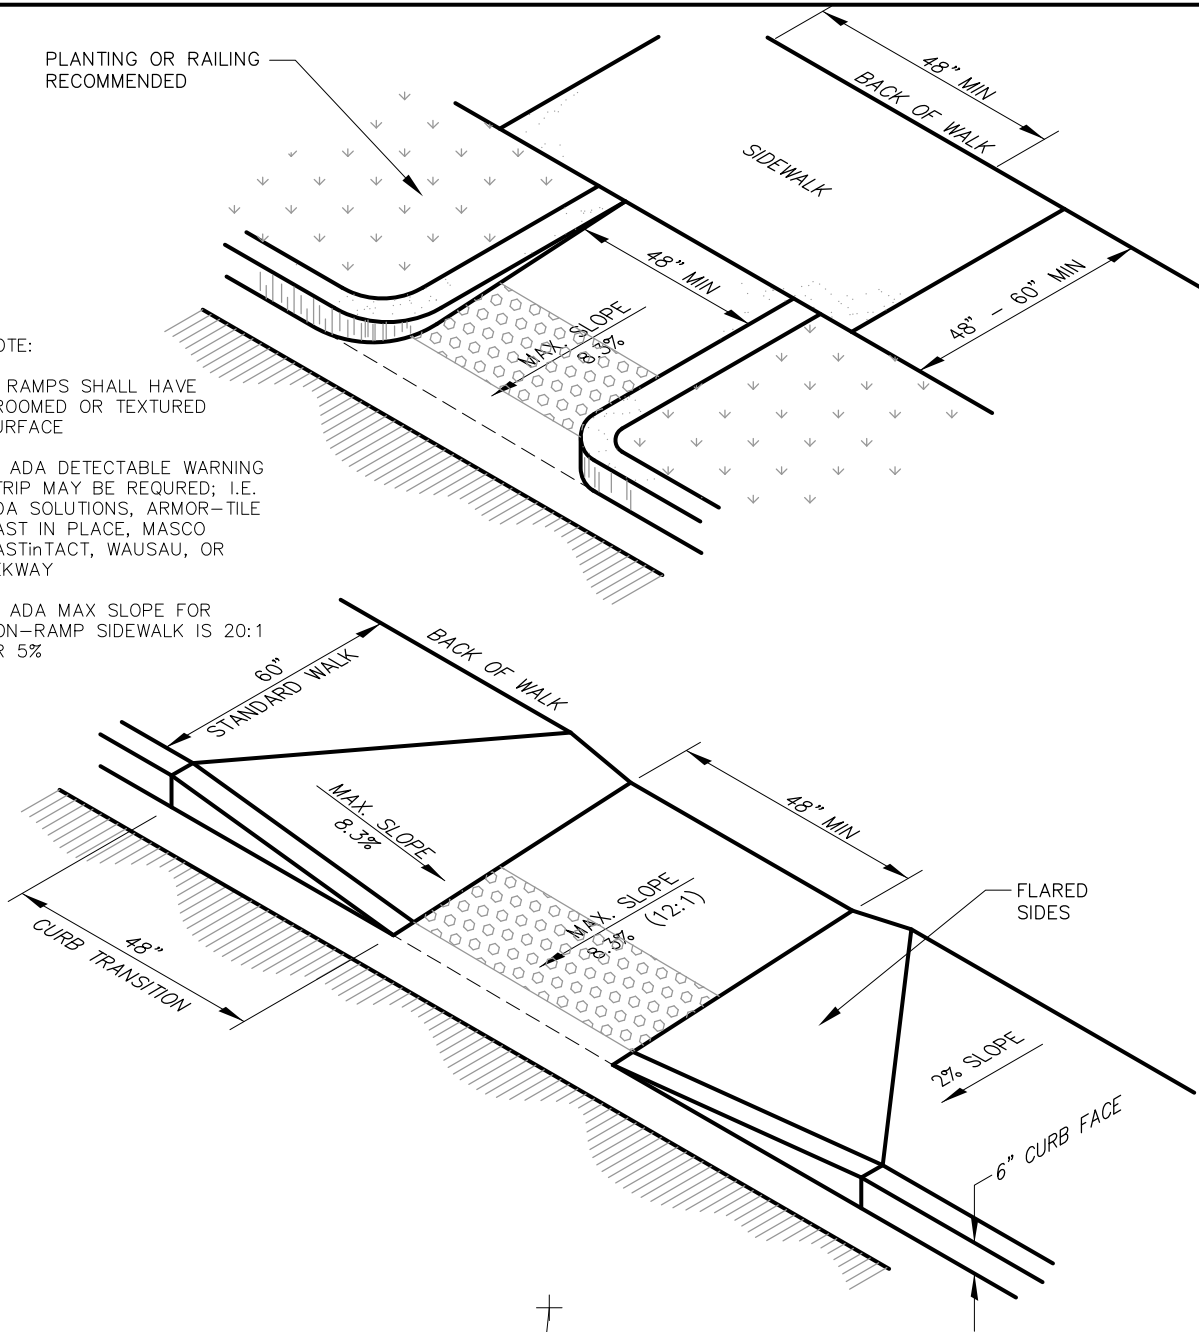 PLANTING OR RAILING
RECOMMENDED
48" MIN
BACK OF WALK
SIDEWALK
48" MIN
48" - 60" MIN
MAX. SLOPE
8.3%
OTE:
RAMPS SHALL HAVE
ROOMED OR TEXTURED
URFACE
ADA DETECTABLE WARNING
TRIP MAY BE REQURED; I.E.
DA SOLUTIONS, ARMOR-TILE
AST IN PLACE, MASCO
ASTinTACT, WAUSAU, OR
EKWAY
ADA MAX SLOPE FOR
ON-RAMP SIDEWALK IS 20:1
R 5%
60"
STANDARD WALK
BACK OF WALK
MAX. SLOPE
8.3%
48" MIN
MAX. SLOPE
8.3% (12:1)
FLARED
SIDES
48"
CURB TRANSITION
2% SLOPE
6" CURB FACE